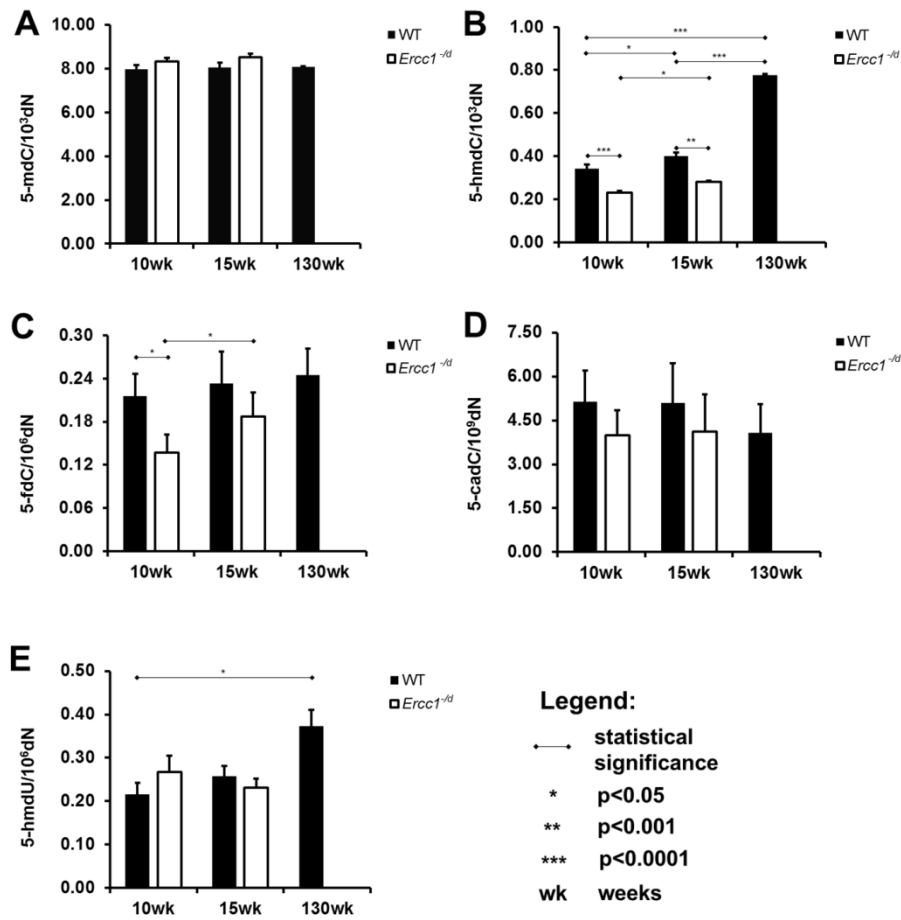 A
10.00
8.00
6.00
4.00
2.00
0.00
5-mdC/10³dN
10wk 15wk 130wk
WT
Ercc1 -/d
B
1.00
0.80
0.60
0.40
0.20
0.00
5-hmdC/10³dN
***
* ***
*
*** **
10wk 15wk 130wk
WT
Ercc1 -/d
C
0.30
0.24
0.18
0.12
0.06
0.00
5-fdC/10⁶dN
*
*
10wk 15wk 130wk
WT
Ercc1 -/d
D
7.50
6.00
4.50
3.00
1.50
0.00
5-cadC/10⁹dN
10wk 15wk 130wk
WT
Ercc1 -/d
E
0.50
0.40
0.30
0.20
0.10
0.00
5-hmdU/10⁶dN
*
10wk 15wk 130wk
WT
Ercc1 -/d
Legend:
statistical
significance
* p<0.05
** p<0.001
*** p<0.0001
wk weeks